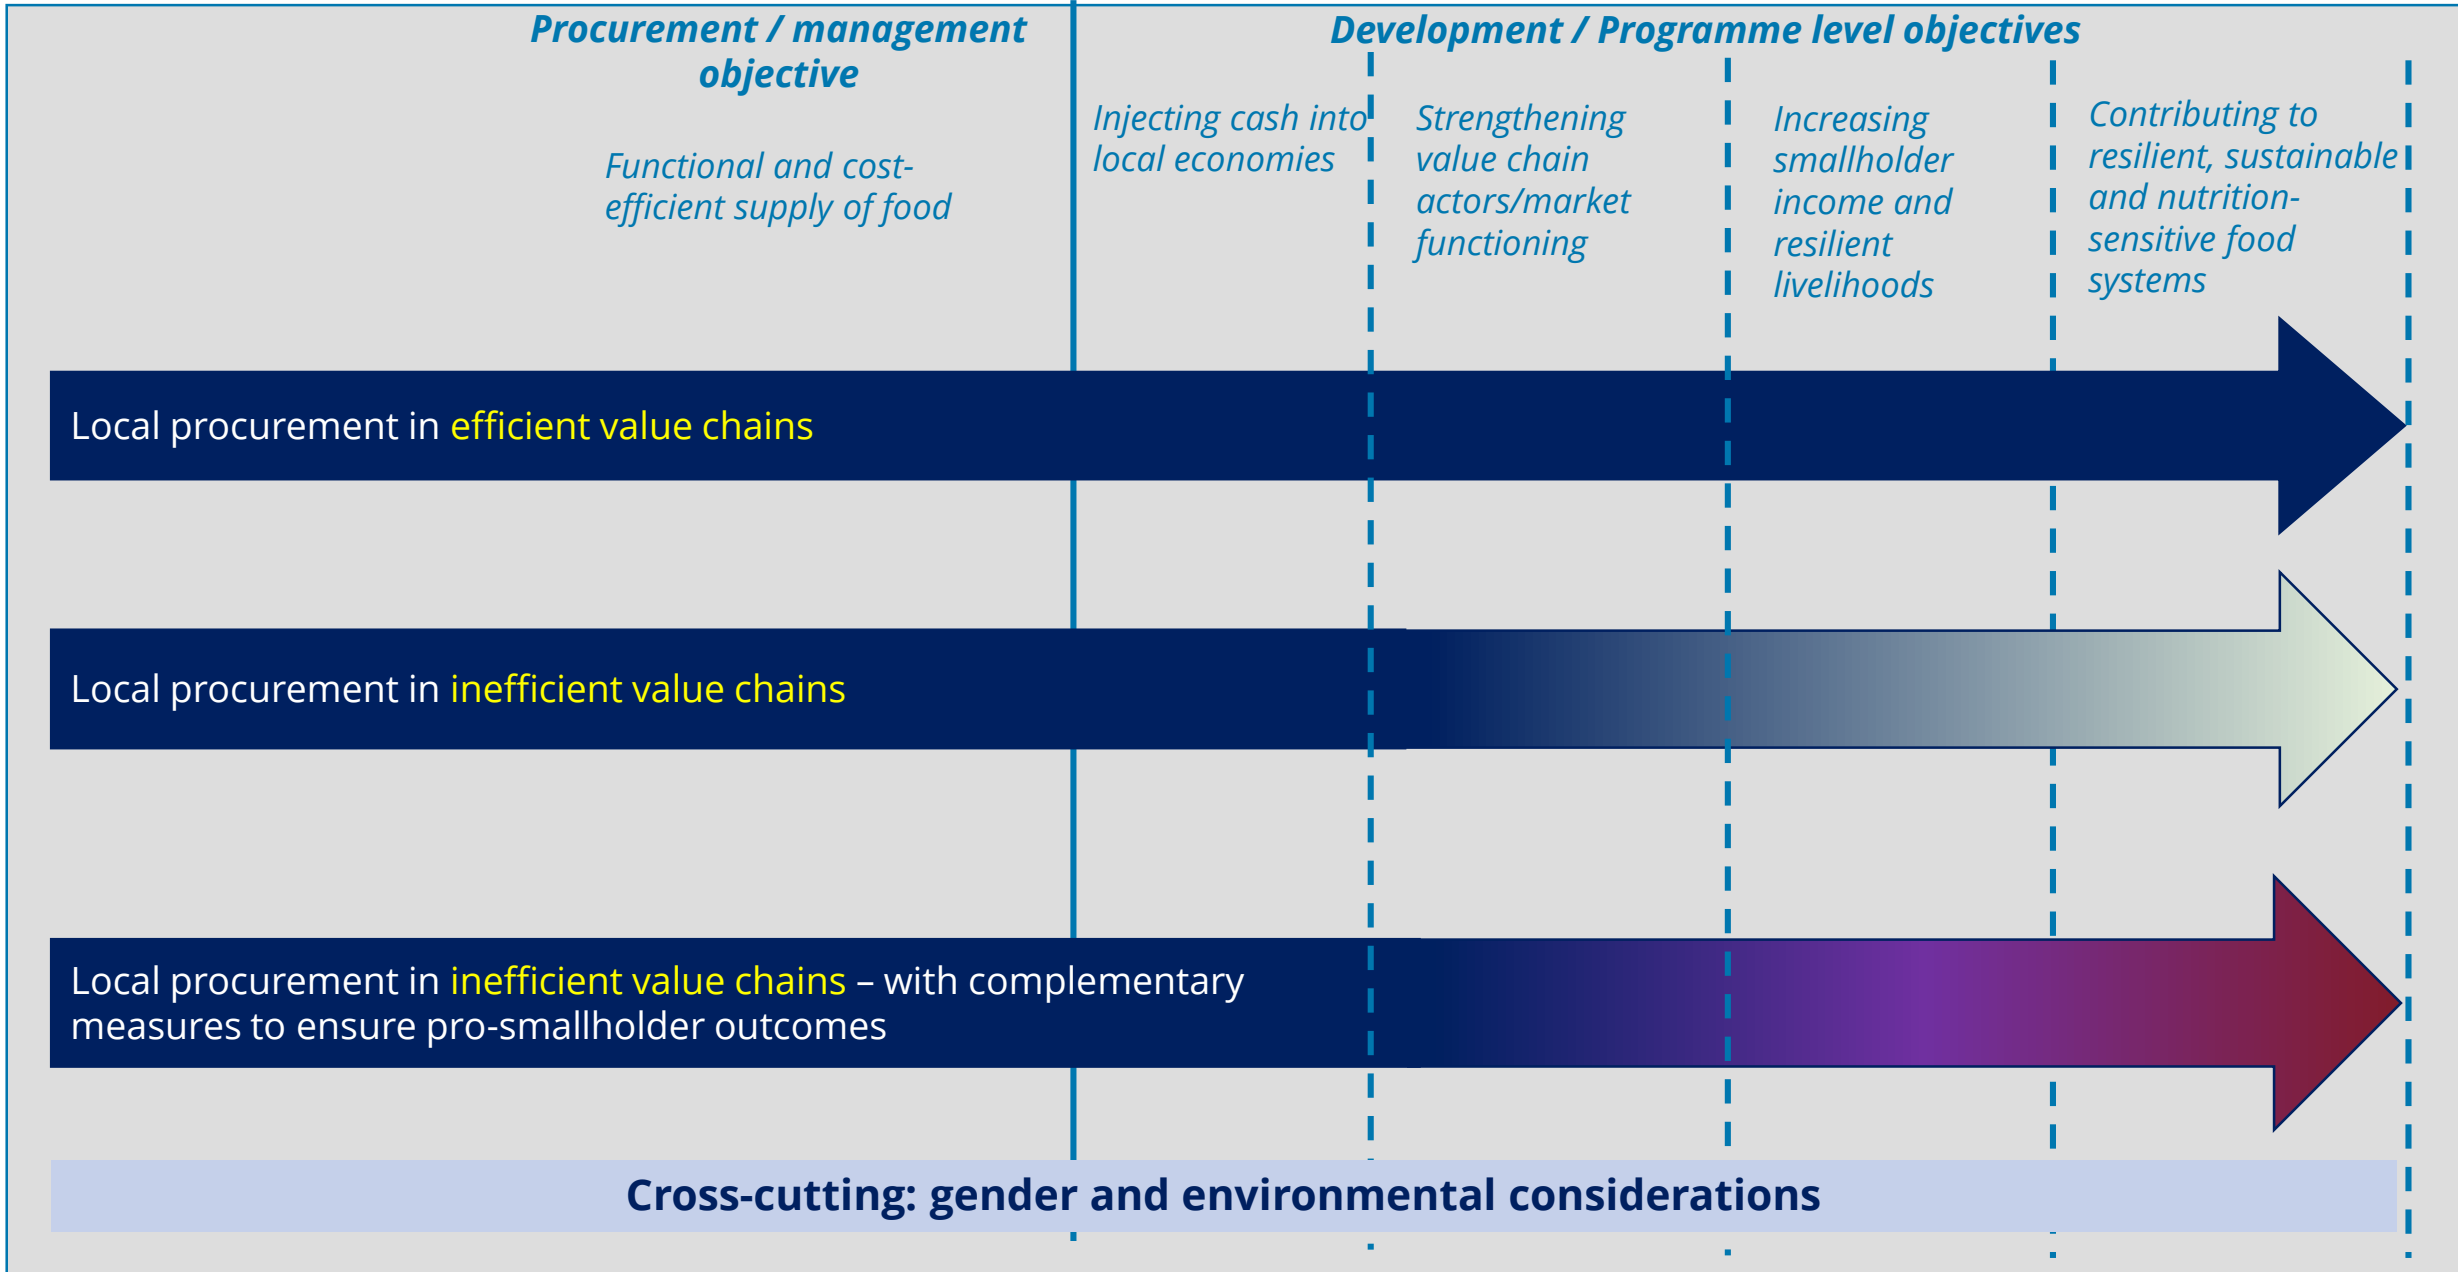 Procurement / management
objective
Functional and cost-
efficient supply of food
Development / Programme level objectives
Injecting cash into
local economies
Strengthening
value chain
actors/market
functioning
Increasing
smallholder
income and
resilient
livelihoods
Contributing to
resilient, sustainable
and nutrition-
sensitive food
systems
Local procurement in efficient value chains
Local procurement in inefficient value chains
Local procurement in inefficient value chains – with complementary
measures to ensure pro-smallholder outcomes
Cross-cutting: gender and environmental considerations